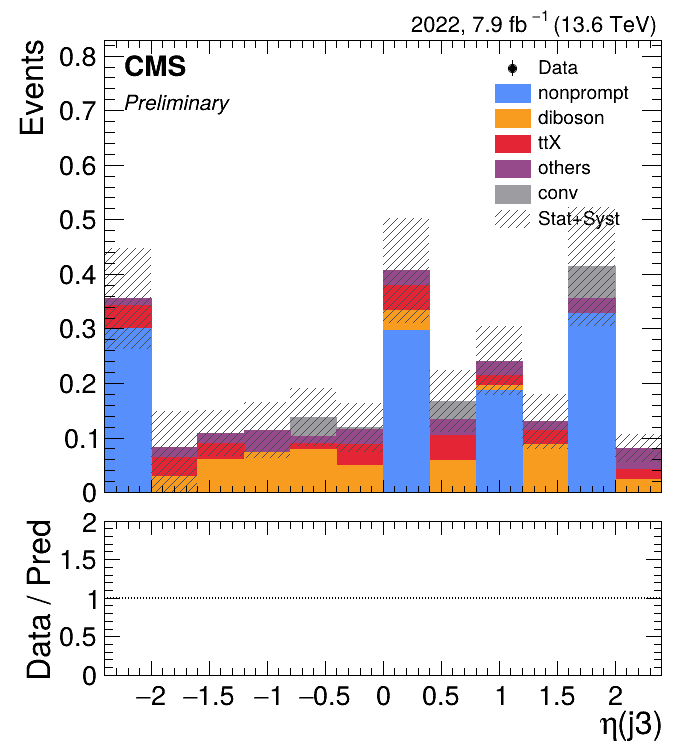 2022, 7.9 fb⁻¹ (13.6 TeV)
Events
CMS
Preliminary
Data
nonprompt
diboson
ttX
others
conv
Stat+Syst
0.8
0.7
0.6
0.5
0.4
0.3
0.2
0.1
0
Data / Pred
2
1.5
1
0.5
0
−2 −1.5 −1 −0.5 0 0.5 1 1.5 2
η(j3)